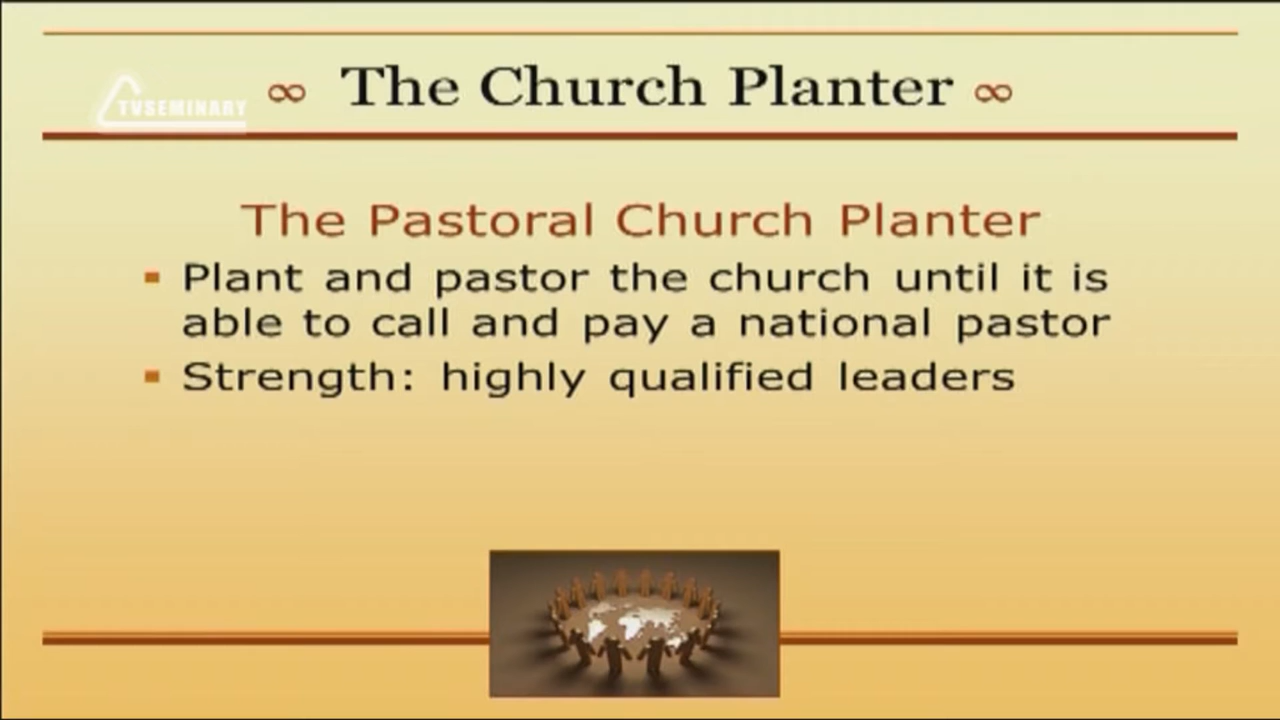 TVSEMINARY
∞ The Church Planter ∞
The Pastoral Church Planter
▪ Plant and pastor the church until it is
able to call and pay a national pastor
▪ Strength: highly qualified leaders